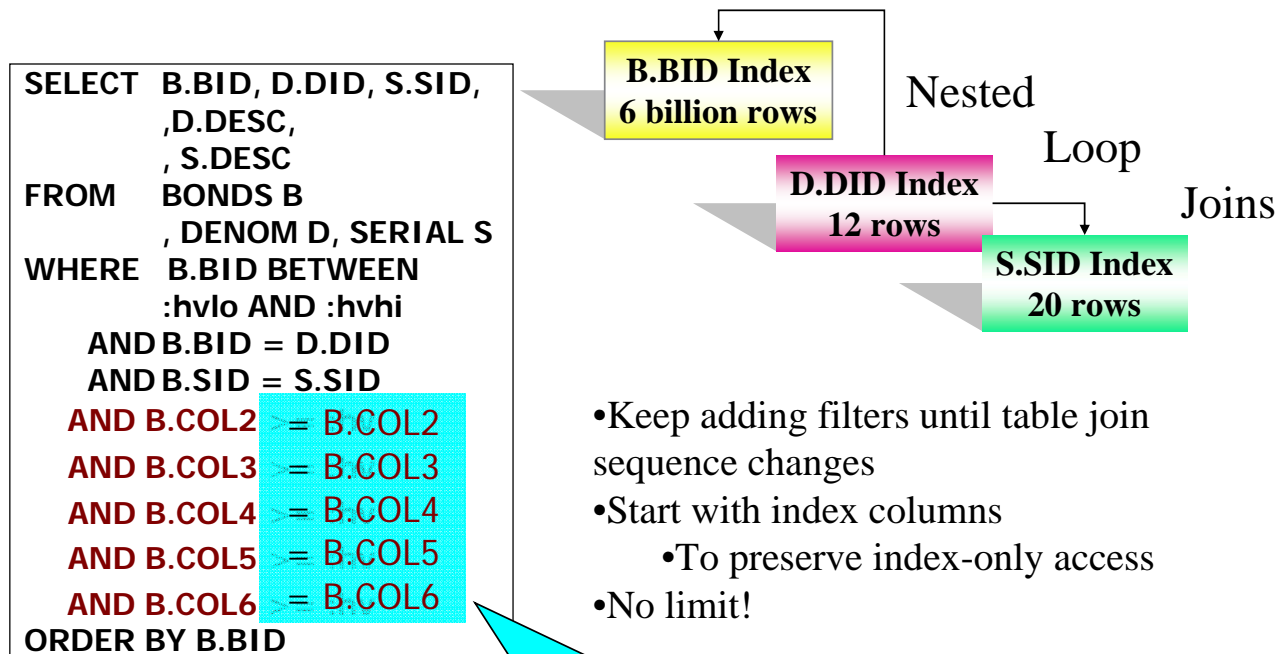 SELECT B.BID, D.DID, S.SID,
,D.DESC,
, S.DESC
FROM BONDS B
, DENOM D, SERIAL S
WHERE B.BID BETWEEN
:hvlo AND :hvhi
AND B.BID = D.DID
AND B.SID = S.SID
AND B.COL2 = B.COL2
AND B.COL3 = B.COL3
AND B.COL4 = B.COL4
AND B.COL5 = B.COL5
AND B.COL6 = B.COL6
ORDER BY B.BID
B.BID Index
6 billion rows
D.DID Index
12 rows
S.SID Index
20 rows
Nested
Loop
Joins
•Keep adding filters until table join
sequence changes
•Start with index columns
•To preserve index-only access
•No limit!